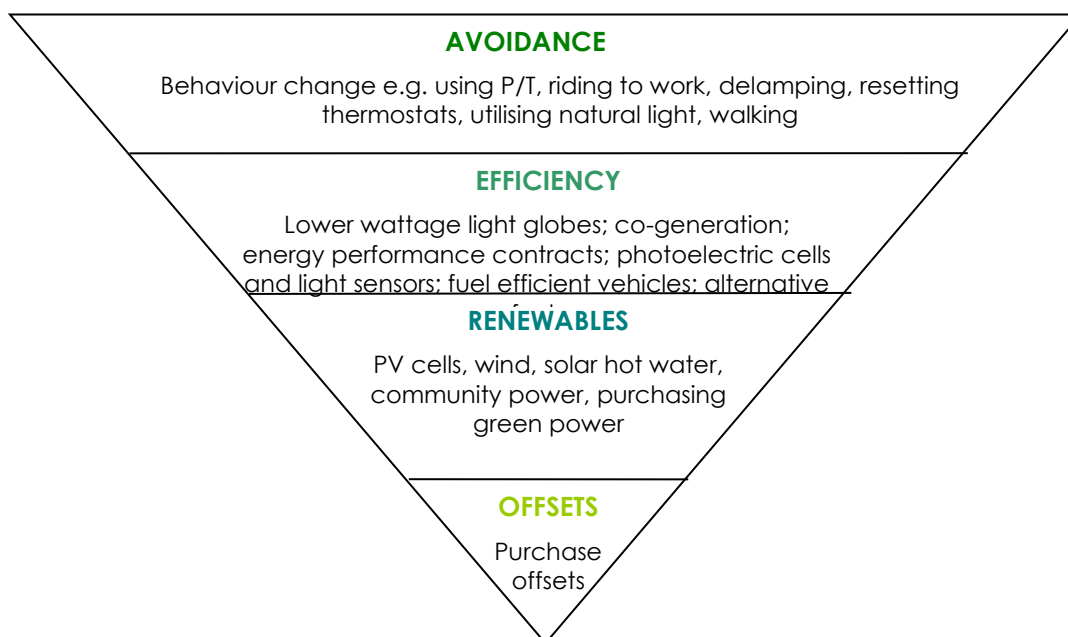 AVOIDANCE
Behaviour change e.g. using P/T, riding to work, delamping, resetting
thermostats, utilising natural light, walking
EFFICIENCY
Lower wattage light globes; co-generation;
energy performance contracts; photoelectric cells
and light sensors; fuel efficient vehicles; alternative
RENEWABLES
PV cells, wind, solar hot water,
community power, purchasing
green power
OFFSETS
Purchase
offsets